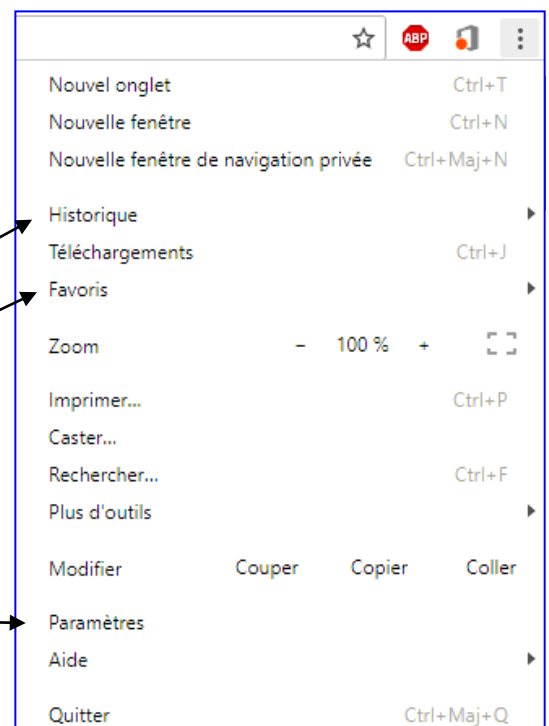 ABP
Nouvel onglet Ctrl+T
Nouvelle fenêtre Ctrl+N
Nouvelle fenêtre de navigation privée Ctrl+Maj+N
Historique
Téléchargements Ctrl+J
Favoris
Zoom - 100 % +
Imprimer... Ctrl+P
Caster...
Rechercher... Ctrl+F
Plus d'outils
Modifier Couper Copier Coller
Paramètres
Aide
Quitter Ctrl+Maj+Q